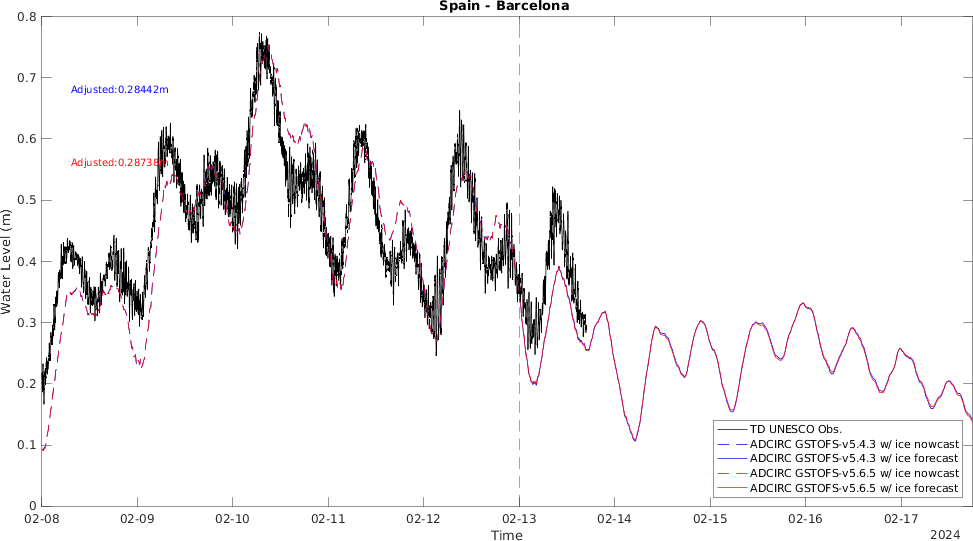 Spain - Barcelona
0.8
0.7
0.6
0.5
0.4
0.3
0.2
0.1
0
Water Level (m)
Adjusted:0.28442m
Adjusted:0.28738m
TD UNESCO Obs.
ADCIRC GSTOFS-v5.4.3 w/ ice nowcast
ADCIRC GSTOFS-v5.4.3 w/ ice forecast
ADCIRC GSTOFS-v5.6.5 w/ ice nowcast
ADCIRC GSTOFS-v5.6.5 w/ ice forecast
02-08 02-09 02-10 02-11 02-12 02-13 02-14 02-15 02-16 02-17
Time
2024